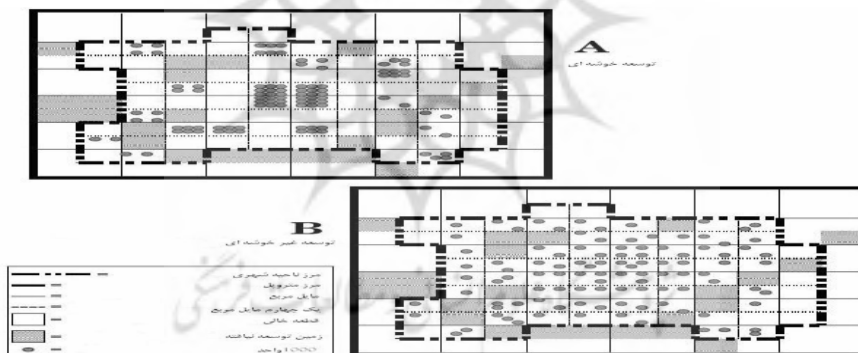 A
توسعه خوشه ای
B
توسعه غیر خوشه ای
مرز ناحیه شهری
مرز متروپل
مایل مربع
یک چهارم مایل مربع
قطعه خالی
زمین توسعه نیافته
1000 واحد